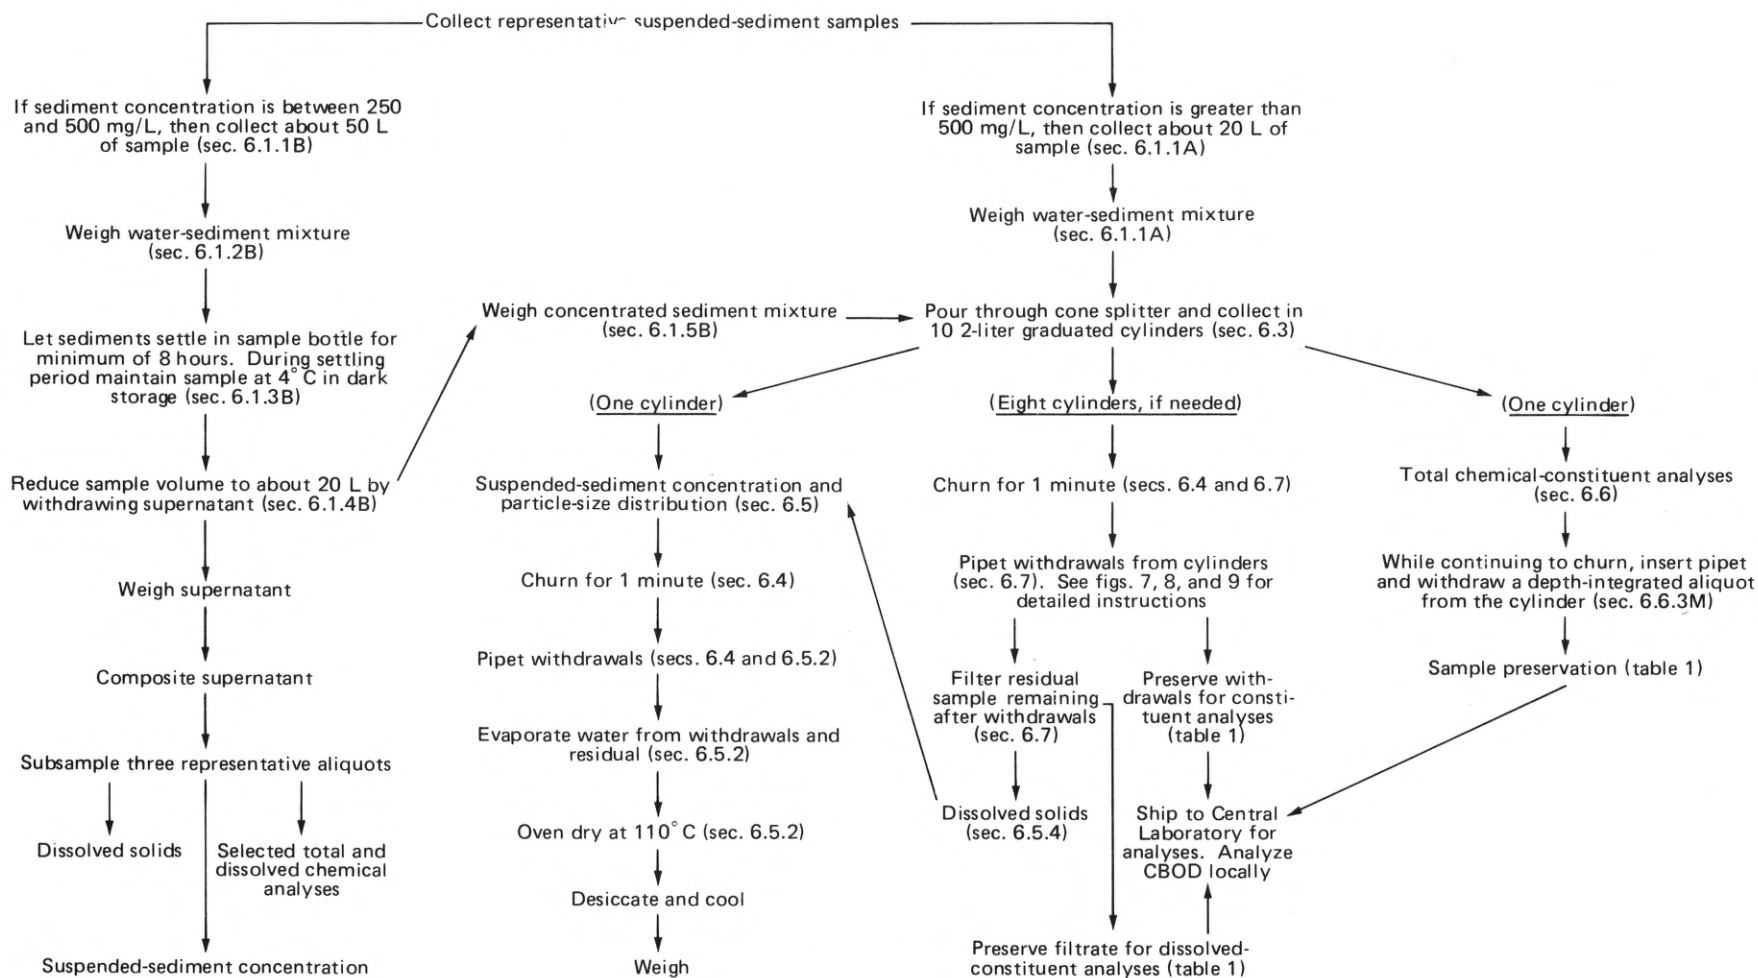 Collect representative suspended-sediment samples
If sediment concentration is between 250
and 500 mg/L, then collect about 50 L
of sample (sec. 6.1.1B)
Weigh water-sediment mixture
(sec. 6.1.2B)
Let sediments settle in sample bottle for
minimum of 8 hours. During settling
period maintain sample at 4° C in dark
storage (sec. 6.1.3B)
Reduce sample volume to about 20 L by
withdrawing supernatant (sec. 6.1.4B)
Weigh supernatant
Composite supernatant
Subsample three representative aliquots
Dissolved solids
Selected total and
dissolved chemical
analyses
Suspended-sediment concentration
Weigh concentrated sediment mixture
(sec. 6.1.5B)
If sediment concentration is greater than
500 mg/L, then collect about 20 L of
sample (sec. 6.1.1A)
Weigh water-sediment mixture
(sec. 6.1.1A)
Pour through cone splitter and collect in
10 2-liter graduated cylinders (sec. 6.3)
(One cylinder)
Suspended-sediment concentration and
particle-size distribution (sec. 6.5)
Churn for 1 minute (sec. 6.4)
Pipet withdrawals (secs. 6.4 and 6.5.2)
Evaporate water from withdrawals and
residual (sec. 6.5.2)
Oven dry at 110° C (sec. 6.5.2)
Desiccate and cool
Weigh
(Eight cylinders, if needed)
Churn for 1 minute (secs. 6.4 and 6.7)
Pipet withdrawals from cylinders
(sec. 6.7). See figs. 7, 8, and 9 for
detailed instructions
Filter residual
sample remaining
after withdrawals
(sec. 6.7)
Dissolved solids
(sec. 6.5.4)
Preserve with-
drawals for consti-
tuent analyses
(table 1)
Ship to Central
Laboratory for
analyses. Analyze
CBOD locally
Preserve filtrate for dissolved-
constituent analyses (table 1)
(One cylinder)
Total chemical-constituent analyses
(sec. 6.6)
While continuing to churn, insert pipet
and withdraw a depth-integrated aliquot
from the cylinder (sec. 6.6.3M)
Sample preservation (table 1)